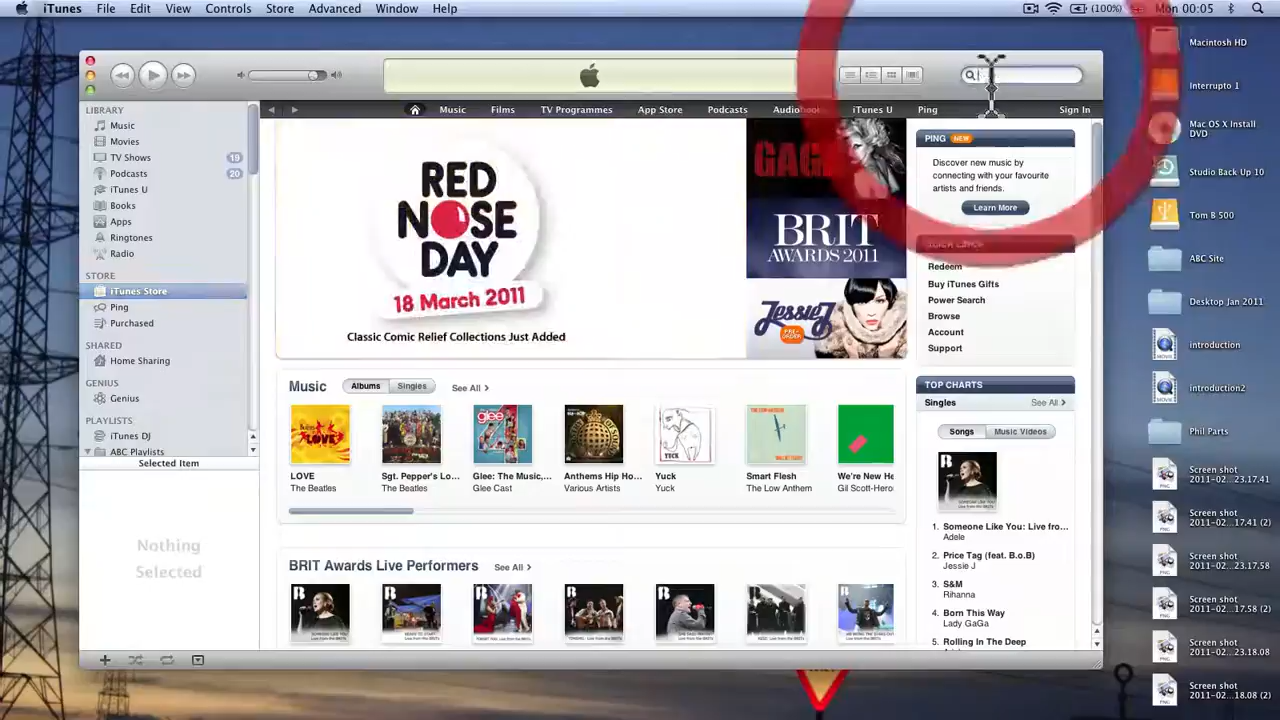 iTunes File Edit View Controls Store Advanced Window Help (100%) Mon 00:05
Music Films TV Programmes App Store Podcasts iTunes U Ping Sign In
LIBRARY
Music
Movies
TV Shows 19
Podcasts 20
iTunes U
Books
Apps
Ringtones
Radio
STORE
iTunes Store
Ping
Purchased
SHARED
Home Sharing
GENIUS
Genius
PLAYLISTS
iTunes DJ
ABC Playlists
Selected Item
Nothing
Selected
RED
NOSE
DAY
18 March 2011
Classic Comic Relief Collections Just Added
GAGA
BRIT
AWARDS 2011
Jessie J
PRE-
ORDER
PING NEW
Discover new music by
connecting with your favourite
artists and friends.
Learn More
Redeem
Buy iTunes Gifts
Power Search
Browse
Account
Support
Music Albums Singles See All >
LOVE
The Beatles
Sgt. Pepper's Lo...
The Beatles
Glee: The Music,...
Glee Cast
Anthems Hip Ho...
Various Artists
Yuck
Yuck
Smart Flesh
The Low Anthem
We're New He
Gil Scott-Hero
BRIT Awards Live Performers See All >
TOP CHARTS
Singles See All >
Songs Music Videos
1. Someone Like You: Live fro...
Adele
2. Price Tag (feat. B.o.B)
Jessie J
3. S&M
Rihanna
4. Born This Way
Lady GaGa
5. Rolling In The Deep
Macintosh HD
Interrupto 1
Mac OS X Install
DVD
Studio Back Up 10
Tom B 500
ABC Site
Desktop Jan 2011
introduction
introduction2
Phil Parts
Screen shot
2011-02...23.17.41
Screen shot
2011-02...17.41 (2)
Screen shot
2011-02...23.17.58
Screen shot
2011-02...17.58 (2)
Screen shot
2011-02...23.18.08
Screen shot
2011-02...18.08 (2)